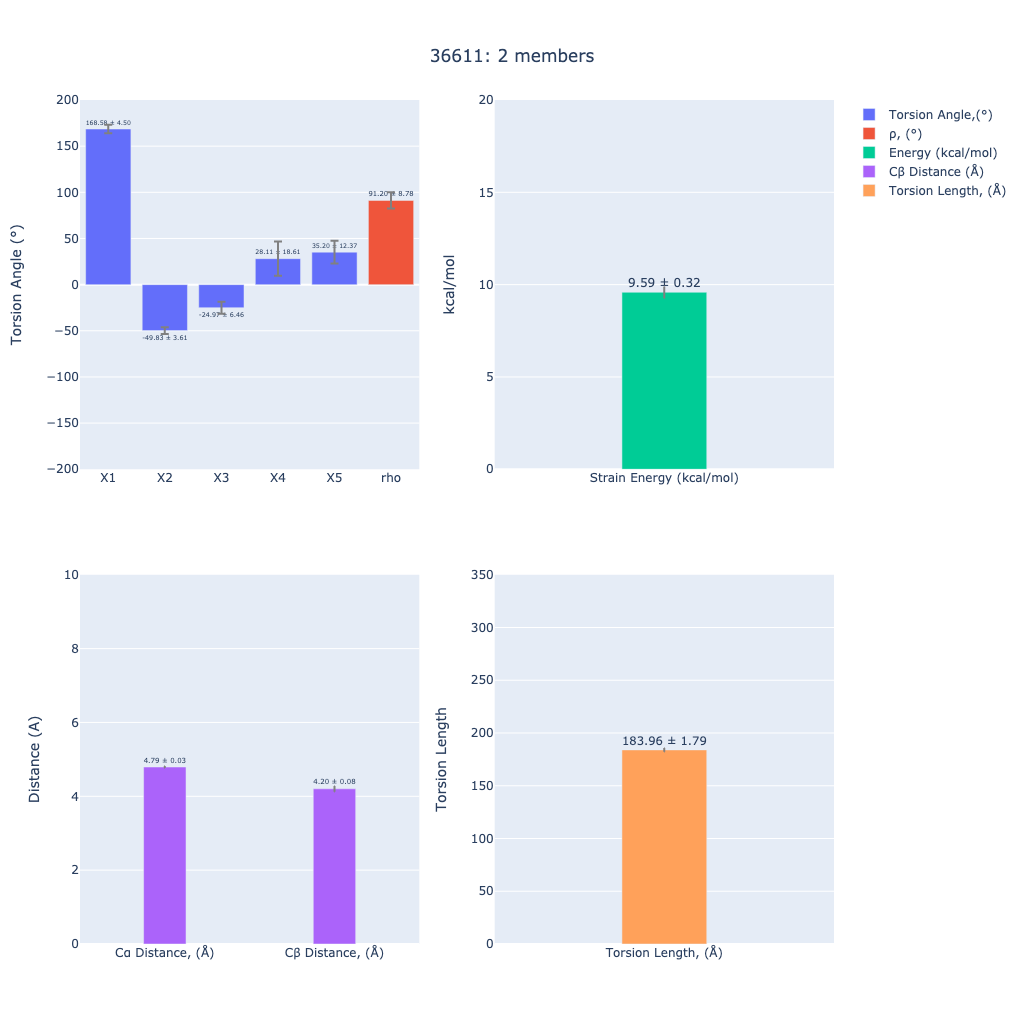 36611: 2 members
Torsion Angle (°)
200
150
100
50
0
−50
−100
−150
−200
168.58 ± 4.50
-49.83 ± 3.61
-24.97 ± 6.46
28.11 ± 18.61
35.20 ± 12.37
91.20 ± 8.78
X1 X2 X3 X4 X5 rho
kcal/mol
20
15
10
5
0
9.59 ± 0.32
Strain Energy (kcal/mol)
Torsion Angle,(°)
ρ, (°)
Energy (kcal/mol)
Cβ Distance (Å)
Torsion Length, (Å)
Distance (A)
10
8
6
4
2
0
4.79 ± 0.03
4.20 ± 0.08
Cα Distance, (Å) Cβ Distance, (Å)
Torsion Length
350
300
250
200
150
100
50
0
183.96 ± 1.79
Torsion Length, (Å)